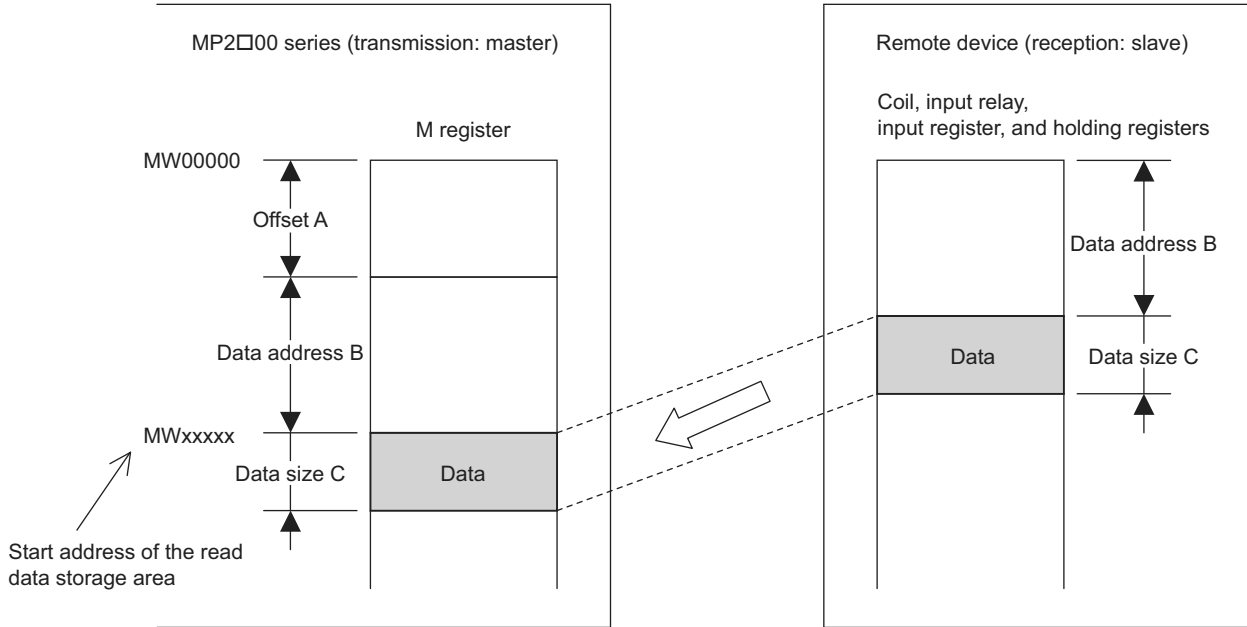 MP2□00 series (transmission: master)
M register
MW00000
Offset A
Data address B
MWxxxxx
Data size C
Data
Start address of the read
data storage area
Remote device (reception: slave)
Coil, input relay,
input register, and holding registers
Data address B
Data
Data size C